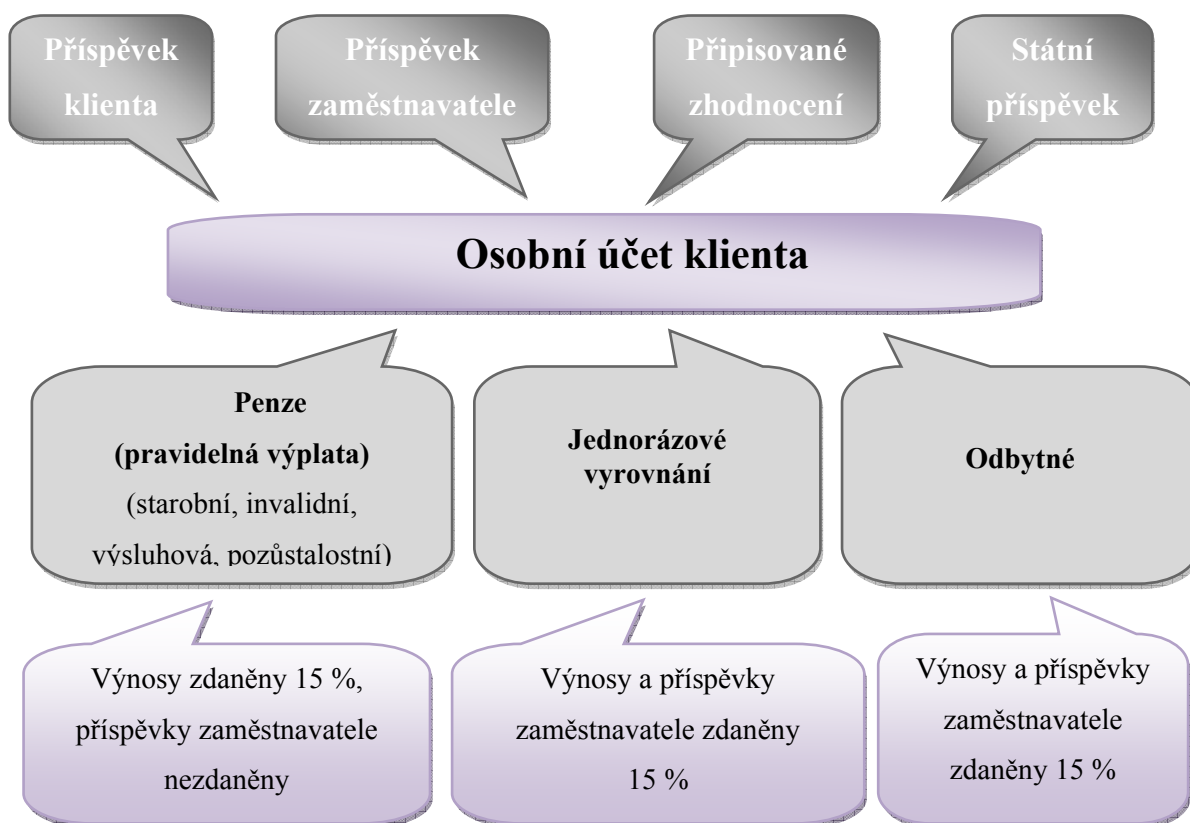 Příspěvek
klienta
Příspěvek
zaměstnavatele
Připisované
zhodnocení
Státní
příspěvek
Osobní účet klienta
Penze
(pravidelná výplata)
(starobní, invalidní,
výsluhová, pozůstalostní)
Jednorázové
vyrovnání
Odbytné
Výnosy zdaněny 15 %,
příspěvky zaměstnavatele
nezdaněny
Výnosy a příspěvky
zaměstnavatele zdaněny
15 %
Výnosy a příspěvky
zaměstnavatele
zdaněny 15 %